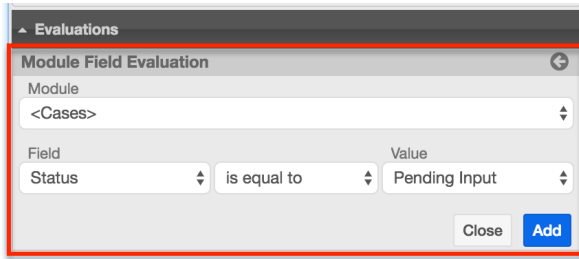 Evaluations
Module Field Evaluation
Module
<Cases>
Field Value
Status is equal to Pending Input
Close Add